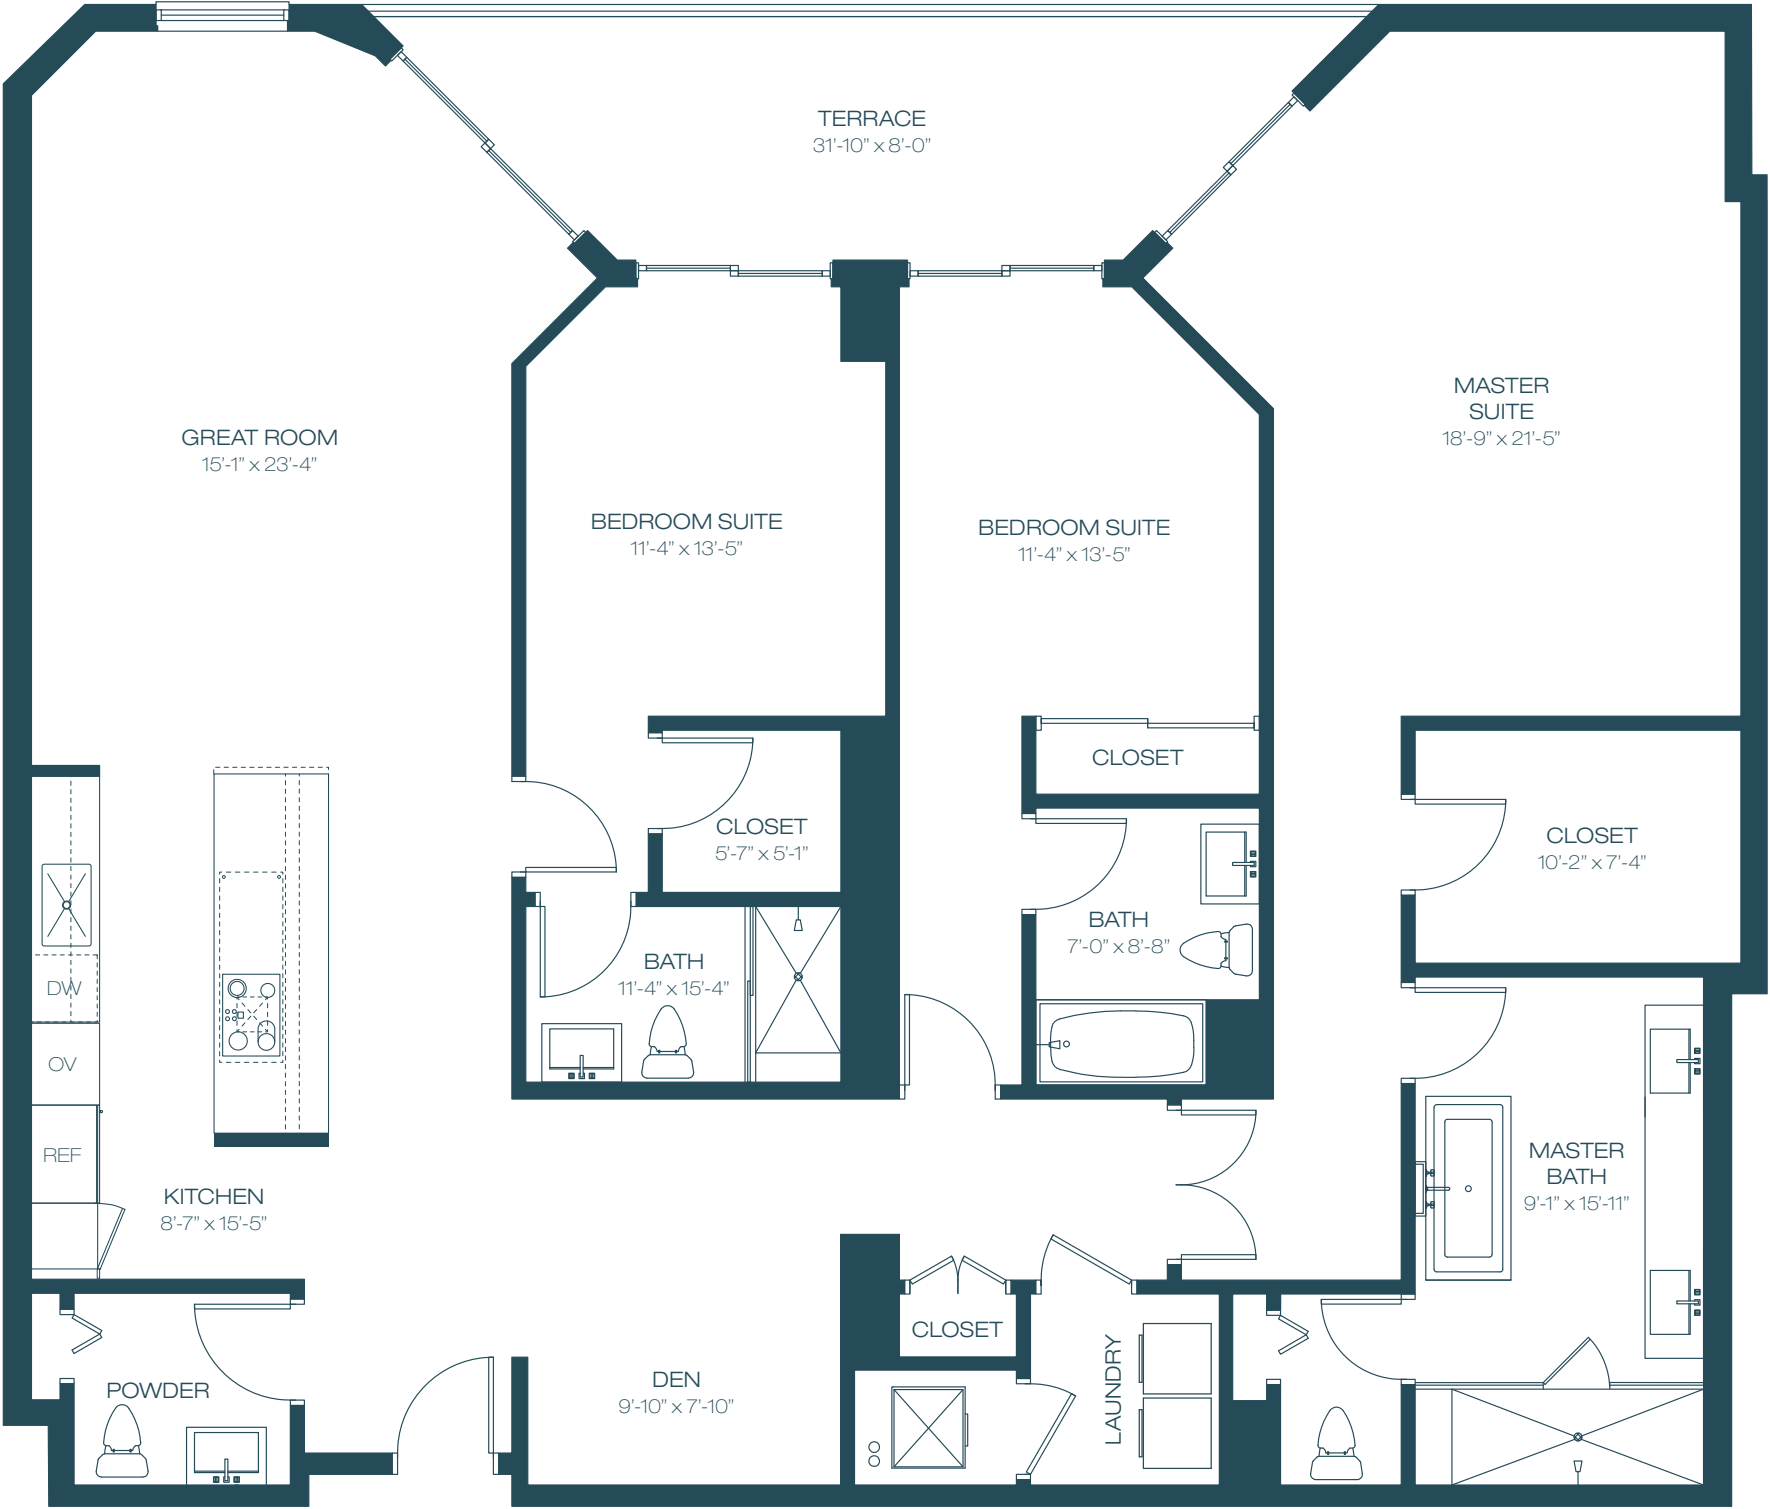 TERRACE
31'-10" x 8'-0"
GREAT ROOM
15'-1" x 23'-4"
BEDROOM SUITE
11'-4" x 13'-5"
BEDROOM SUITE
11'-4" x 13'-5"
MASTER
SUITE
18'-9" x 21'-5"
CLOSET
CLOSET
5'-7" x 5'-1"
CLOSET
10'-2" x 7'-4"
BATH
7'-0" x 8'-8"
BATH
11'-4" x 15'-4"
DW
OV
REF
KITCHEN
8'-7" x 15'-5"
MASTER
BATH
9'-1" x 15'-11"
CLOSET
LAUNDRY
POWDER
DEN
9'-10" x 7'-10"